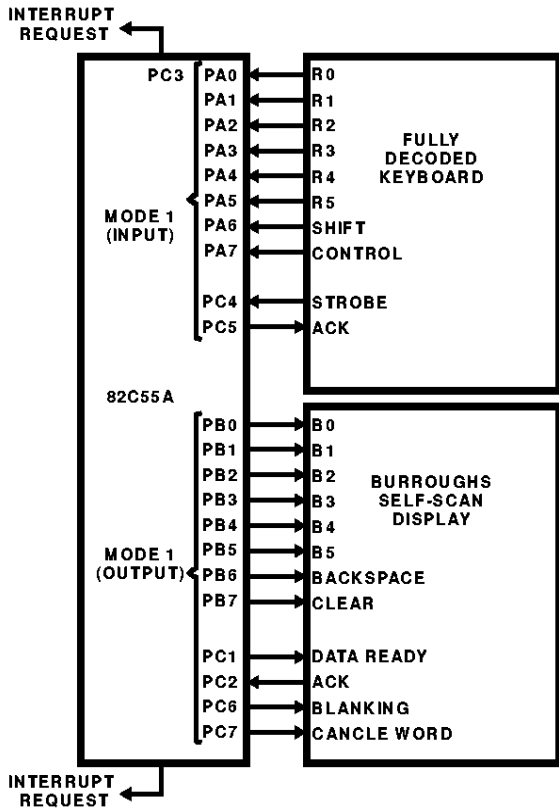 INTERRUPT
REQUEST
PC3 PA0 R0
PA1 R1
PA2 R2
PA3 R3
PA4 R4
PA5 R5
PA6 SHIFT
PA7 CONTROL
MODE 1
(INPUT)
FULLY
DECODED
KEYBOARD
PC4 STROBE
PC5 ACK
82C55A
PB0 B0
PB1 B1
PB2 B2
PB3 B3
PB4 B4
PB5 B5
PB6 BACKSPACE
PB7 CLEAR
MODE 1
(OUTPUT)
BURROUGHS
SELF-SCAN
DISPLAY
PC1 DATA READY
PC2 ACK
PC6 BLANKING
PC7 CANCLE WORD
INTERRUPT
REQUEST